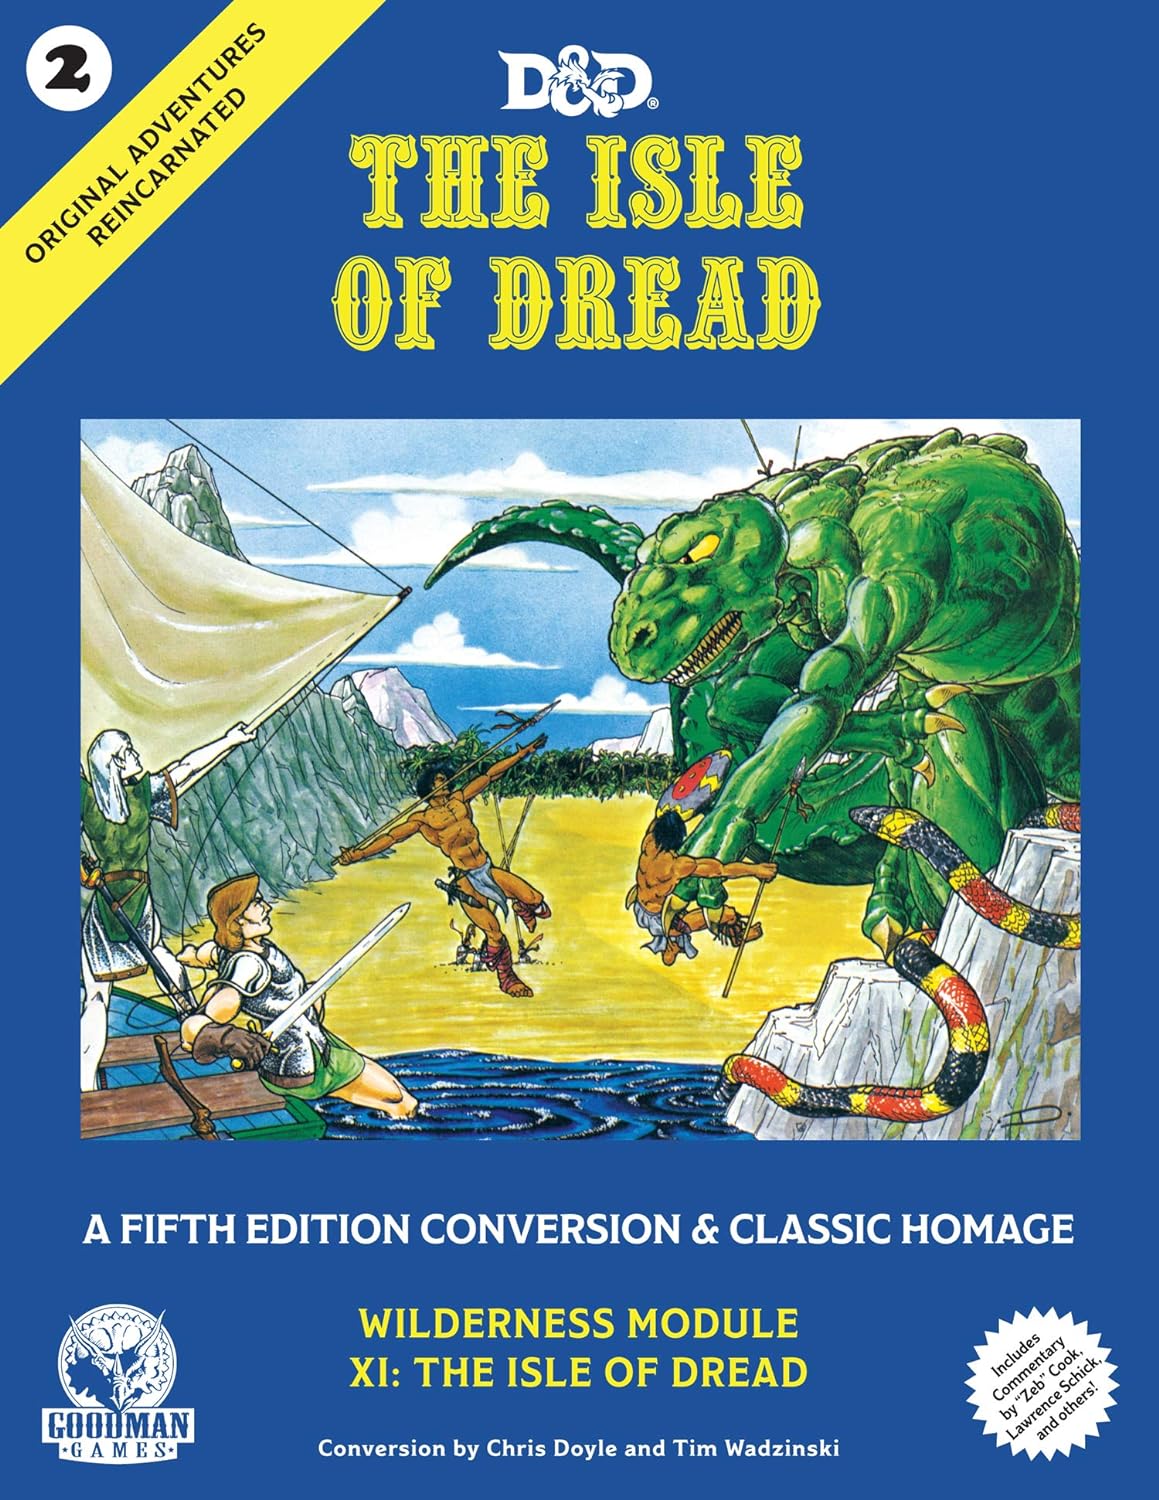 2
ORIGINAL ADVENTURES
REINCARNATED
D&D®
THE ISLE
OF DREAD
A FIFTH EDITION CONVERSION & CLASSIC HOMAGE
WILDERNESS MODULE
X1: THE ISLE OF DREAD
GOODMAN
GAMES
Conversion by Chris Doyle and Tim Wadzinski
Includes
Commentary
by "Zeb" Cook,
Lawrence Schick,
and others!